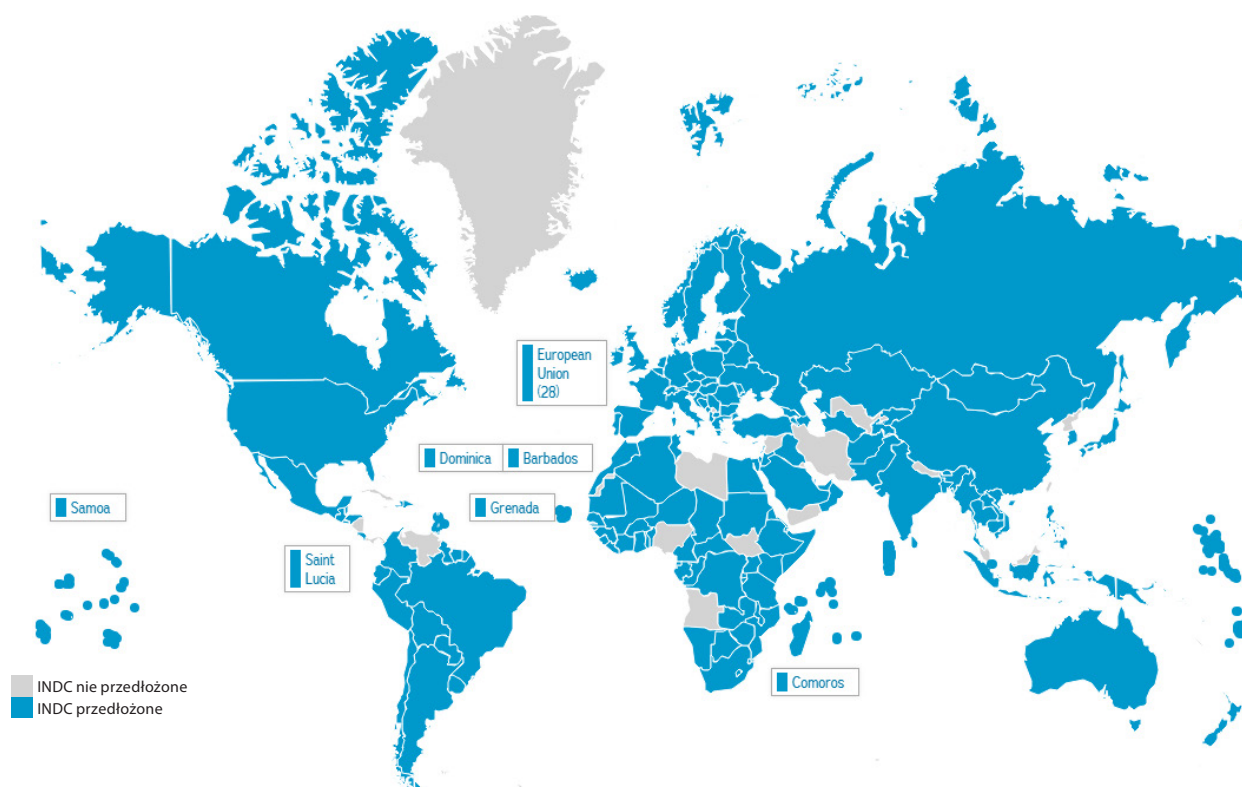 European
Union
(28)
Dominica
Barbados
Samoa
Grenada
Saint
Lucia
INDC nie przedłożone
INDC przedłożone
Comoros